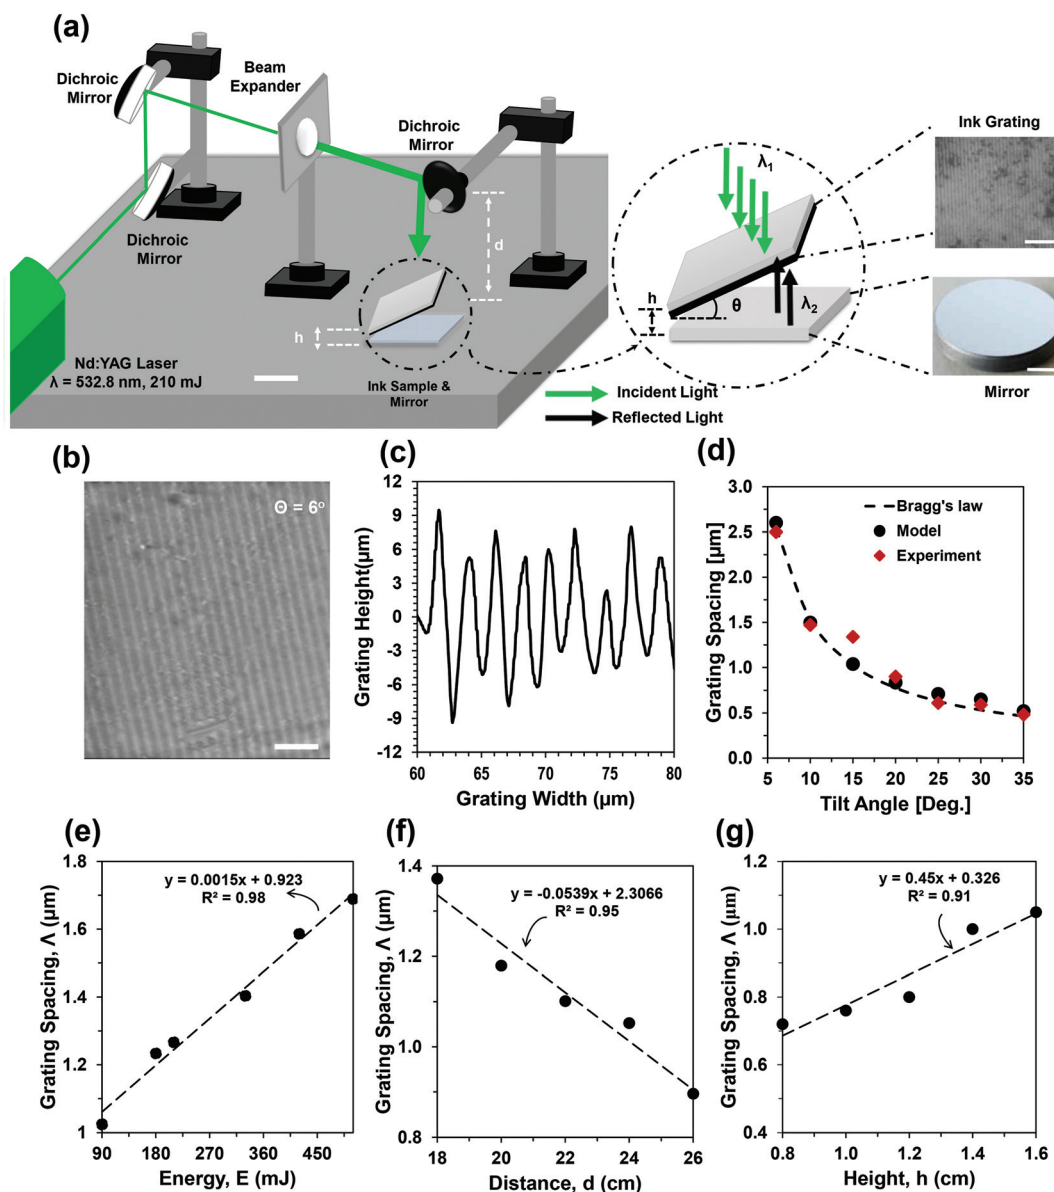 (a)
Dichroic
Mirror
Beam
Expander
Dichroic
Mirror
Dichroic
Mirror
d
h
Nd:YAG Laser
λ = 532.8 nm, 210 mJ
Ink Sample &
Mirror
λ1
h
θ
λ2
Incident Light
Reflected Light
Ink Grating
Mirror
(b)
Θ = 6°
(c)
Grating Height(μm)
12
9
6
3
0
-3
-6
-9
-12
60
65
70
75
80
Grating Width (μm)
(d)
Grating Spacing [μm]
3.0
2.5
2.0
1.5
1.0
0.5
0.0
Bragg's law
Model
Experiment
5
10
15
20
25
30
35
Tilt Angle [Deg.]
(e)
Grating Spacing, Λ (μm)
1.8
1.6
1.4
1.2
1
y = 0.0015x + 0.923
R² = 0.98
90
180
270
360
450
Energy, E (mJ)
(f)
Grating Spacing, Λ (μm)
1.4
1.2
1.0
0.8
y = -0.0539x + 2.3066
R² = 0.95
18
20
22
24
26
Distance, d (cm)
(g)
Grating Spacing, Λ (μm)
1.4
1.2
1.0
0.8
0.6
0.4
y = 0.45x + 0.326
R² = 0.91
0.8
1.0
1.2
1.4
1.6
Height, h (cm)